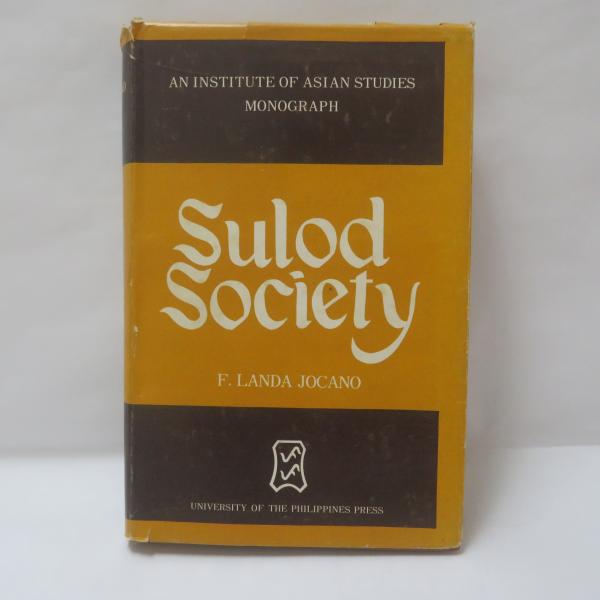 AN INSTITUTE OF ASIAN STUDIES
MONOGRAPH
Sulod
Society
F. LANDA JOCANO
UNIVERSITY OF THE PHILIPPINES PRESS